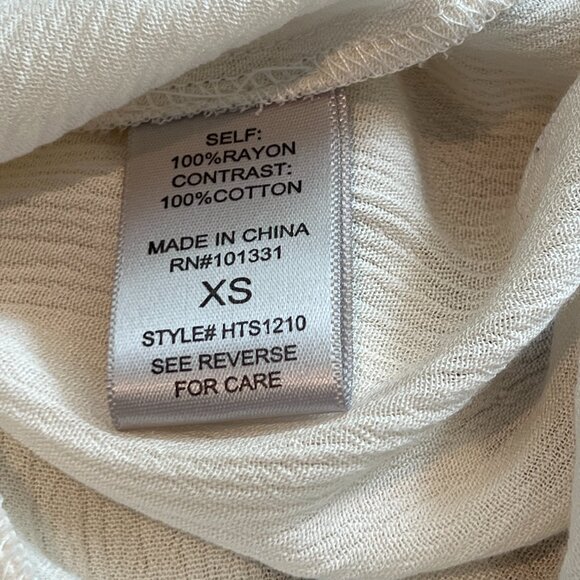 SELF:
100%RAYON
CONTRAST:
100%COTTON
MADE IN CHINA
RN#101331
XS
STYLE# HTS1210
SEE REVERSE
FOR CARE